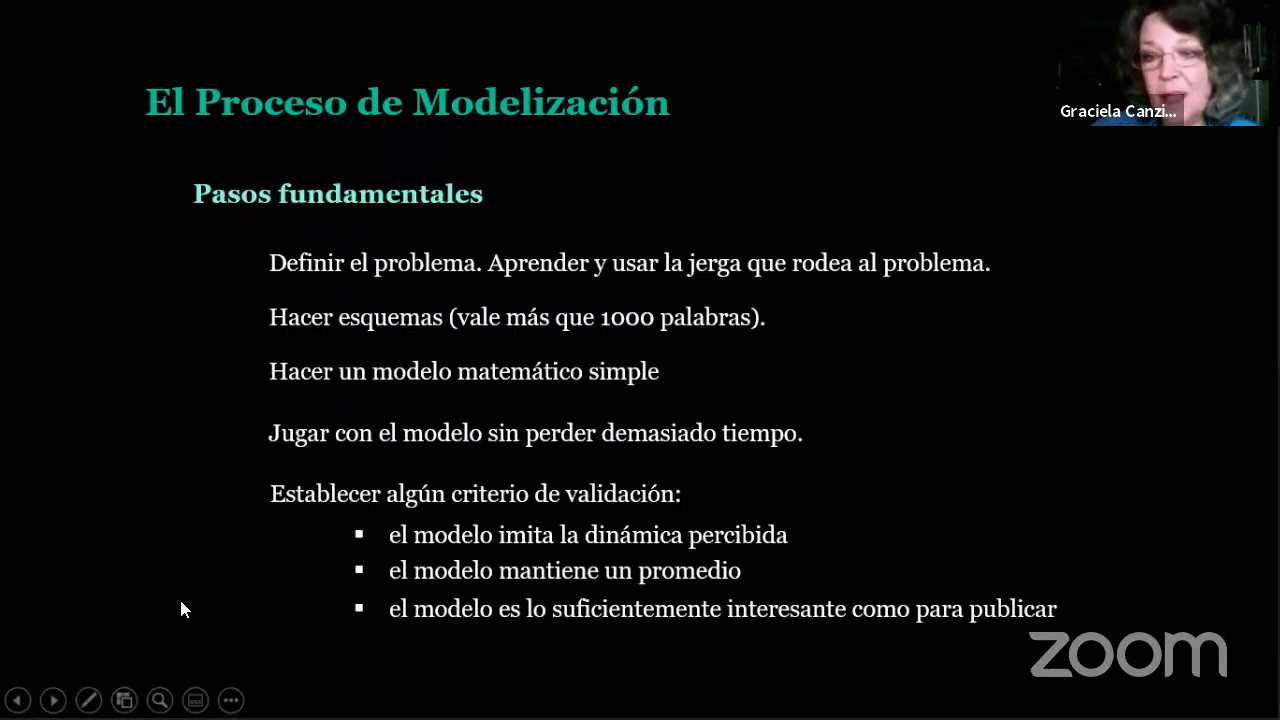 El Proceso de Modelización
Graciela Canzi...
Pasos fundamentales
Definir el problema. Aprender y usar la jerga que rodea al problema.
Hacer esquemas (vale más que 1000 palabras).
Hacer un modelo matemático simple
Jugar con el modelo sin perder demasiado tiempo.
Establecer algún criterio de validación:
▪ el modelo imita la dinámica percibida
▪ el modelo mantiene un promedio
▪ el modelo es lo suficientemente interesante como para publicar
zoom